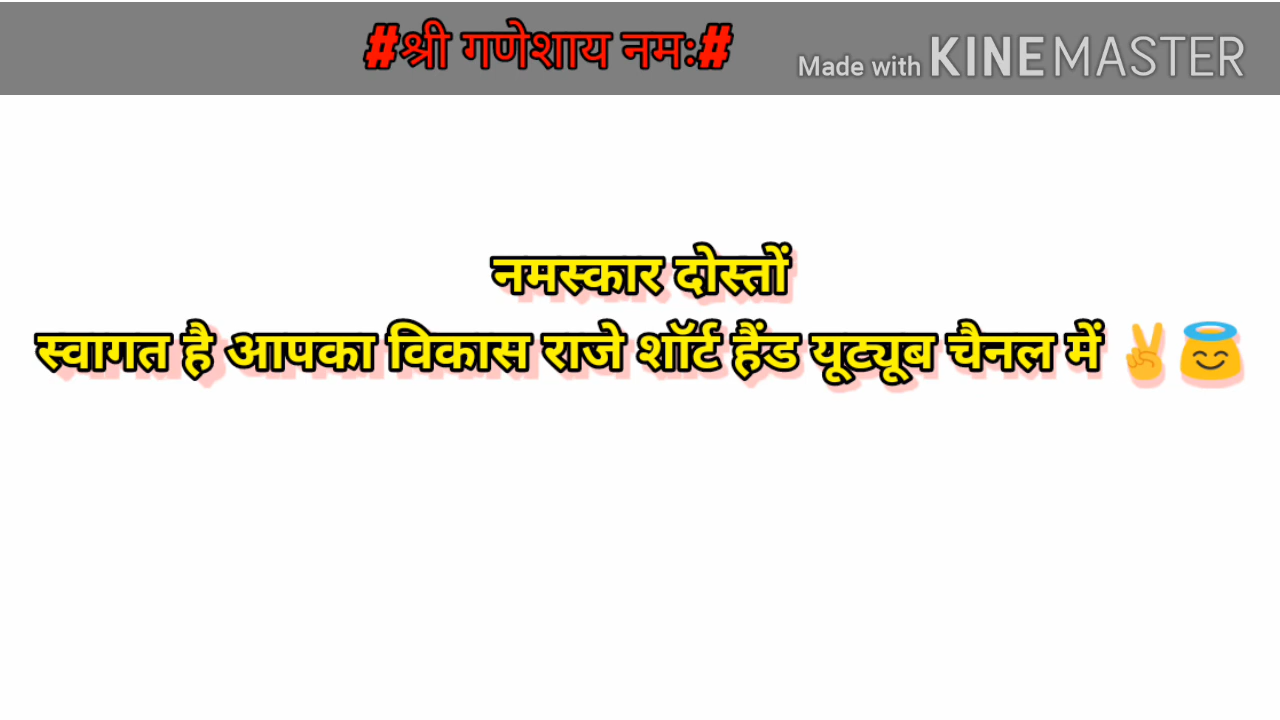 #श्री गणेशाय नमः#
Made with KINEMASTER
नमस्कार दोस्तों
स्वागत है आपका विकास राजे शॉर्ट हैंड यूट्यूब चैनल में ✌😇